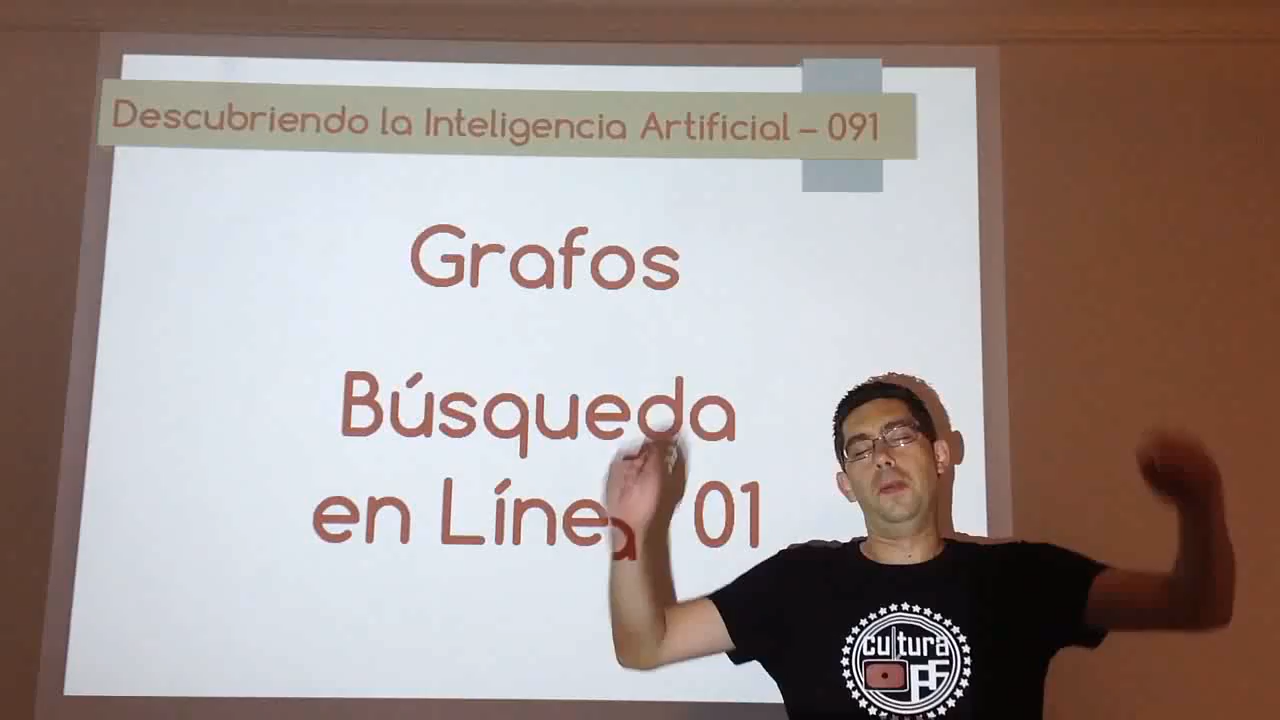 Descubriendo la Inteligencia Artificial – 091
Grafos
Búsqueda
en Línea 01
cultura